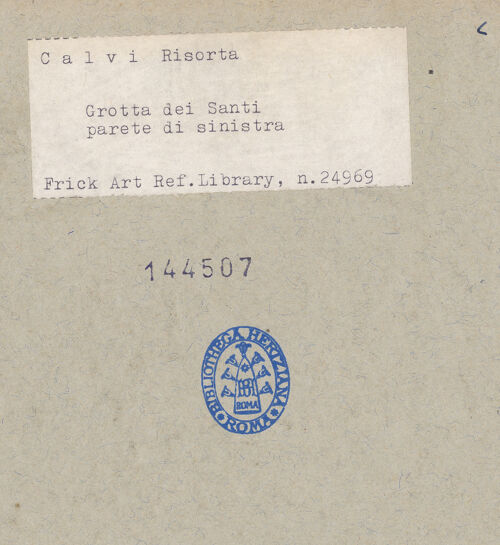 C a l v i Risorta
Grotta dei Santi
parete di sinistra
Frick Art Ref.Library, n.24969
144507
BIBLIOTHECA HERTZIANA
ROMA
ROMA